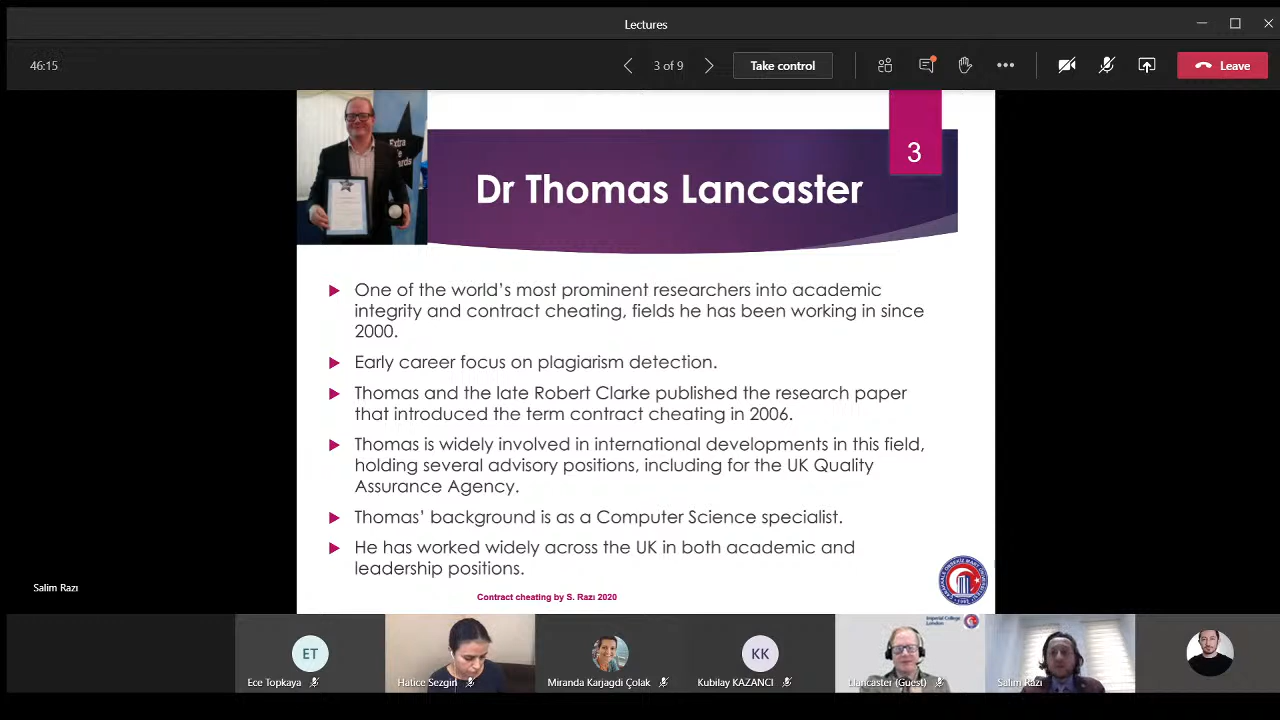 Lectures
46:15
3 of 9
Take control
Leave
3
Dr Thomas Lancaster
One of the world's most prominent researchers into academic
integrity and contract cheating, fields he has been working in since
2000.
Early career focus on plagiarism detection.
Thomas and the late Robert Clarke published the research paper
that introduced the term contract cheating in 2006.
Thomas is widely involved in international developments in this field,
holding several advisory positions, including for the UK Quality
Assurance Agency.
Thomas' background is as a Computer Science specialist.
He has worked widely across the UK in both academic and
leadership positions.
Contract cheating by S. Razı 2020
Salim Razı
ET
Ece Topkaya
Hatice Sezgin
Miranda Karjagdi Çolak
KK
Kubilay KAZANCI
Imperial College
London
Llancaster (Guest)
Salim Razı